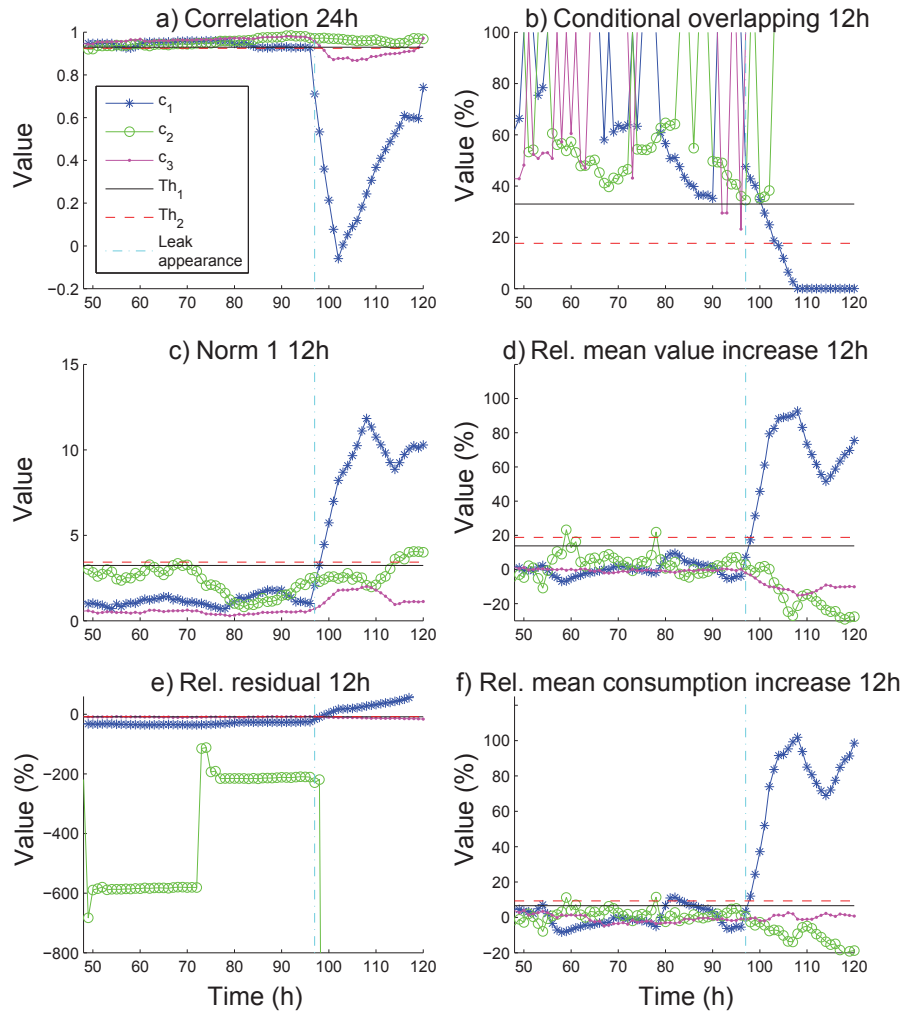 a) Correlation 24h
b) Conditional overlapping 12h
Value
1
0.8
0.6
0.4
0.2
0
−0.2
50 60 70 80 90 100 110 120
c1
c2
c3
Th1
Th2
Leak
appearance
Value (%)
100
80
60
40
20
0
50 60 70 80 90 100 110 120
c) Norm 1 12h
d) Rel. mean value increase 12h
Value
15
10
5
0
50 60 70 80 90 100 110 120
Value (%)
100
80
60
40
20
0
−20
50 60 70 80 90 100 110 120
e) Rel. residual 12h
f) Rel. mean consumption increase 12h
Value (%)
0
−200
−400
−600
−800
50 60 70 80 90 100 110 120
Time (h)
Value (%)
100
80
60
40
20
0
−20
50 60 70 80 90 100 110 120
Time (h)